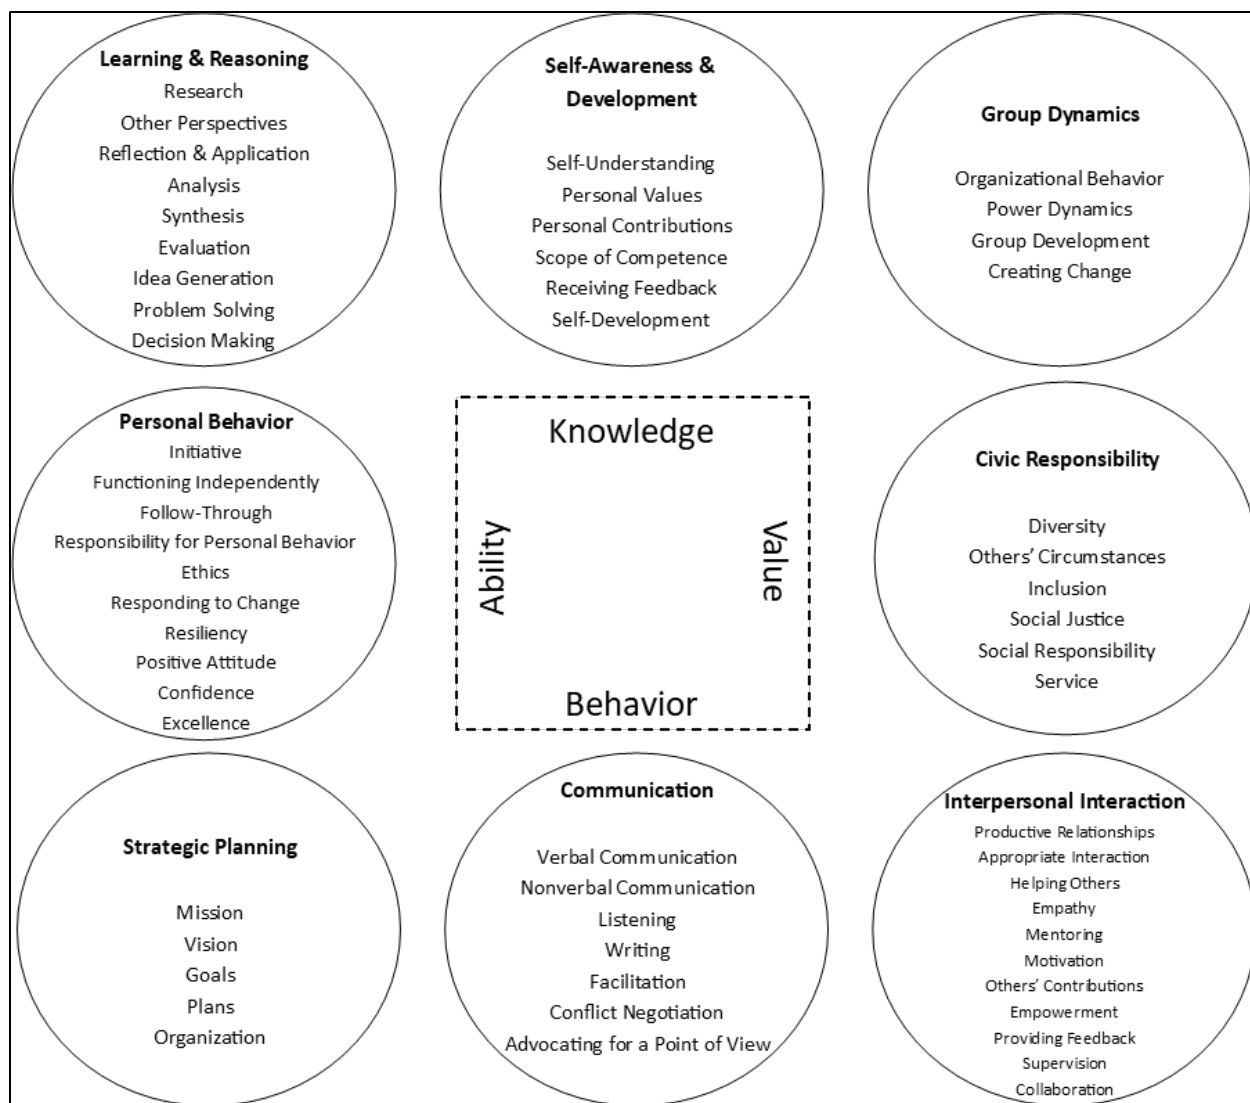 Learning & Reasoning
Research
Other Perspectives
Reflection & Application
Analysis
Synthesis
Evaluation
Idea Generation
Problem Solving
Decision Making
Self-Awareness &
Development
Self-Understanding
Personal Values
Personal Contributions
Scope of Competence
Receiving Feedback
Self-Development
Group Dynamics
Organizational Behavior
Power Dynamics
Group Development
Creating Change
Personal Behavior
Initiative
Functioning Independently
Follow-Through
Responsibility for Personal Behavior
Ethics
Responding to Change
Resiliency
Positive Attitude
Confidence
Excellence
Knowledge
Ability
Value
Behavior
Civic Responsibility
Diversity
Others’ Circumstances
Inclusion
Social Justice
Social Responsibility
Service
Strategic Planning
Mission
Vision
Goals
Plans
Organization
Communication
Verbal Communication
Nonverbal Communication
Listening
Writing
Facilitation
Conflict Negotiation
Advocating for a Point of View
Interpersonal Interaction
Productive Relationships
Appropriate Interaction
Helping Others
Empathy
Mentoring
Motivation
Others’ Contributions
Empowerment
Providing Feedback
Supervision
Collaboration